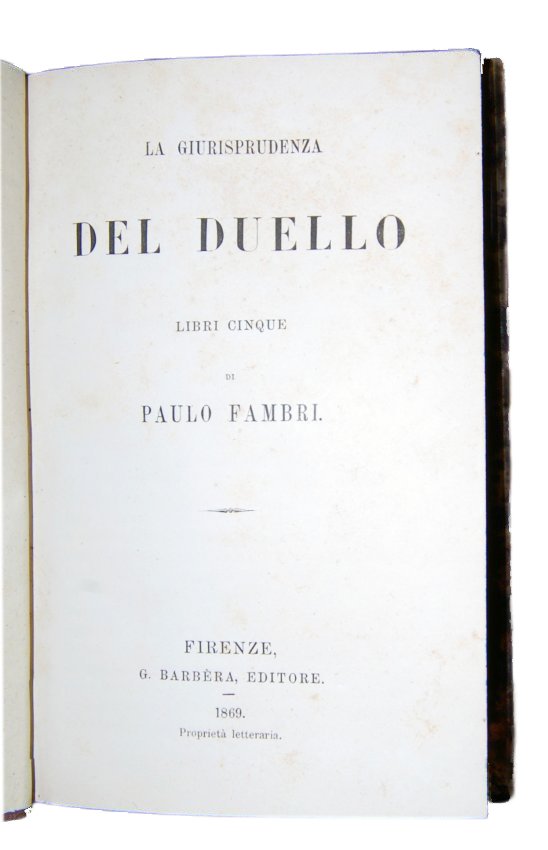 LA GIURISPRUDENZA
DEL DUELLO
LIBRI CINQUE
DI
PAULO FAMBRI.
FIRENZE,
G. BARBÈRA, EDITORE.
1869.
Proprietà letteraria.